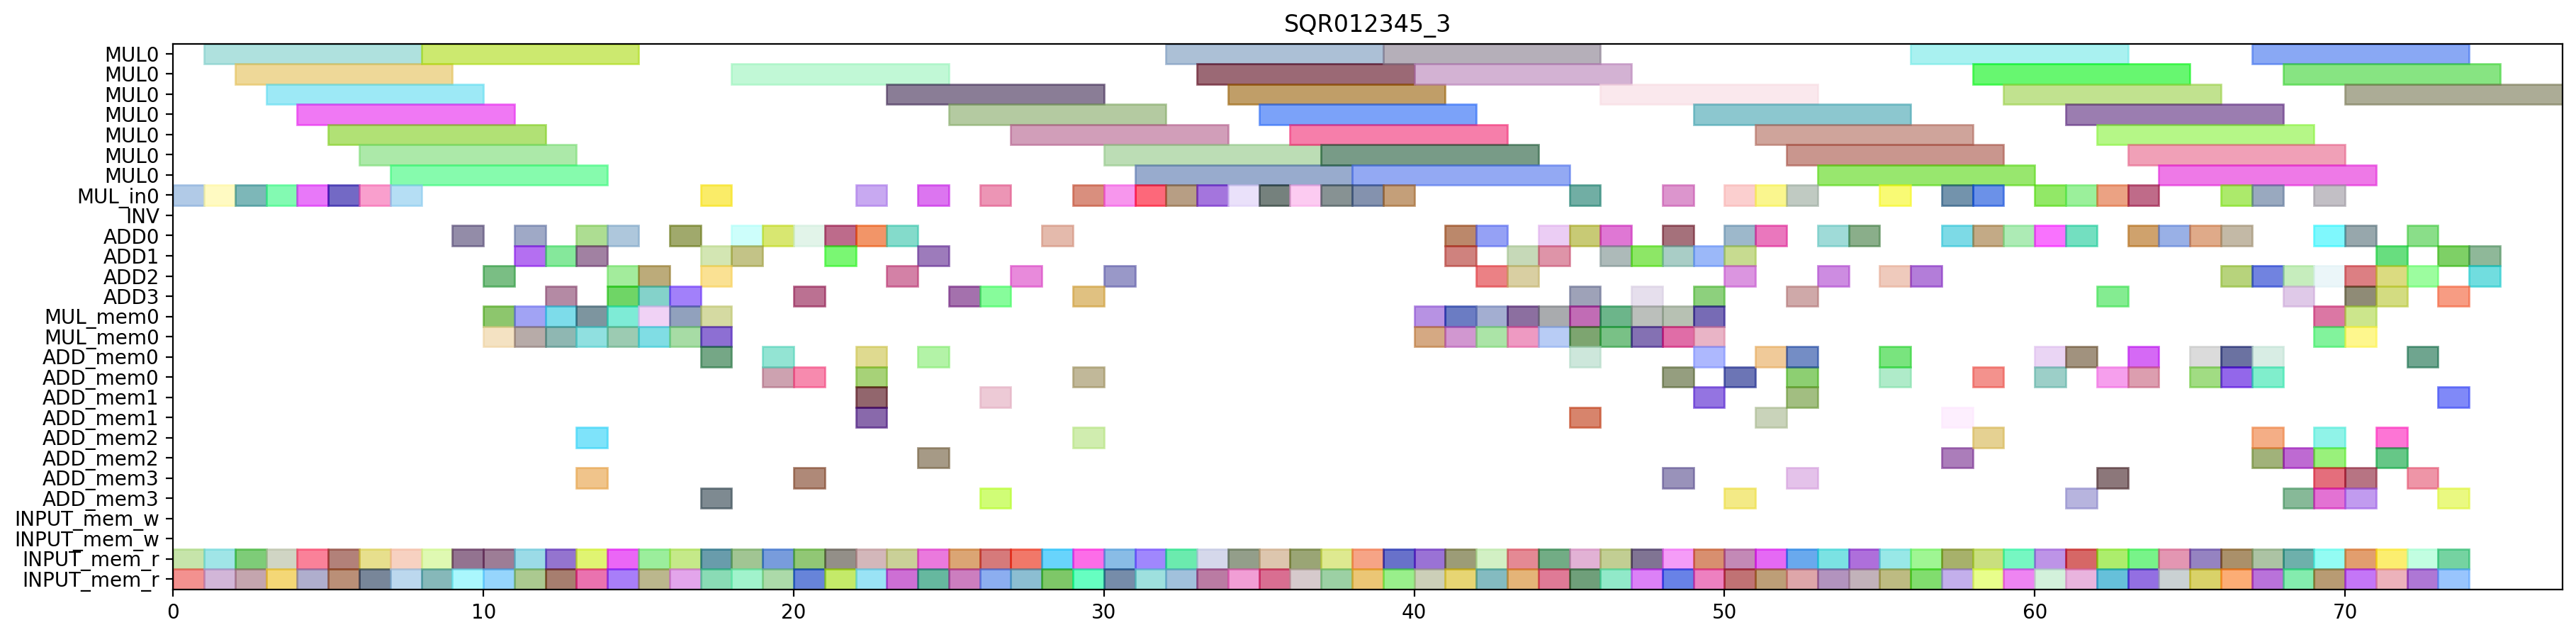 SQR012345_3
MUL0
MUL0
MUL0
MUL0
MUL0
MUL0
MUL0
MUL_in0
INV
ADD0
ADD1
ADD2
ADD3
MUL_mem0
MUL_mem0
ADD_mem0
ADD_mem0
ADD_mem1
ADD_mem1
ADD_mem2
ADD_mem2
ADD_mem3
ADD_mem3
INPUT_mem_w
INPUT_mem_w
INPUT_mem_r
INPUT_mem_r
0 10 20 30 40 50 60 70